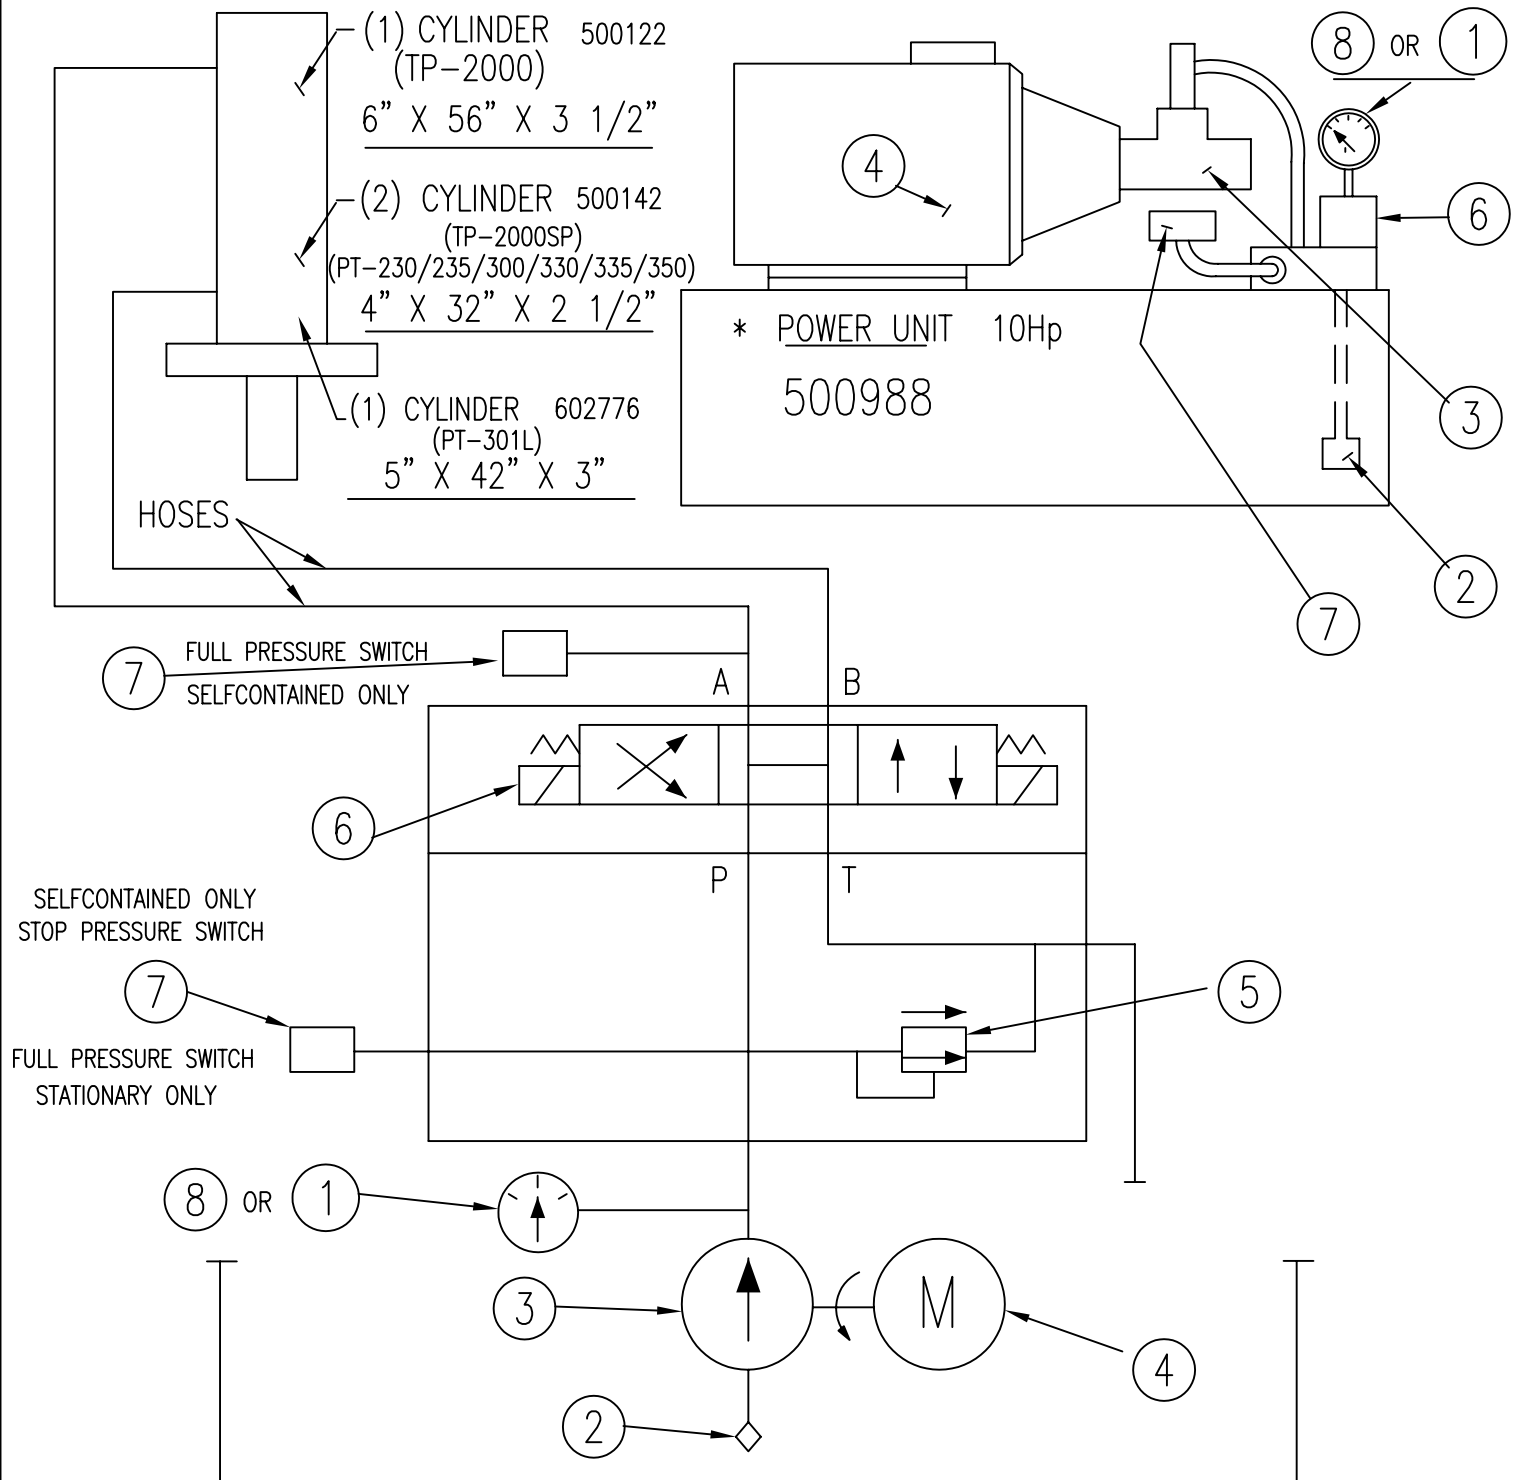 (1) CYLINDER 500122
(TP-2000)
6” X 56” X 3 1/2”
(2) CYLINDER 500142
(TP-2000SP)
(PT-230/235/300/330/335/350)
4” X 32” X 2 1/2”
(1) CYLINDER 602776
(PT-301L)
5” X 42” X 3”
HOSES
8 OR 1
4
6
* POWER UNIT 10Hp
500988
3
2
7
7
FULL PRESSURE SWITCH
SELFCONTAINED ONLY
A B
6
P T
SELFCONTAINED ONLY
STOP PRESSURE SWITCH
7
5
FULL PRESSURE SWITCH
STATIONARY ONLY
8 OR 1
3
M
4
2